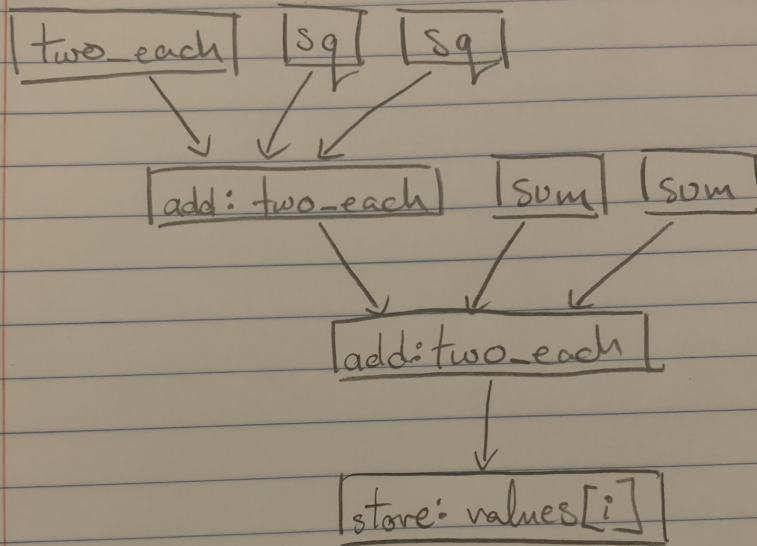 two_each sq sq
add: two_each sum sum
add: two_each
store: values[i]